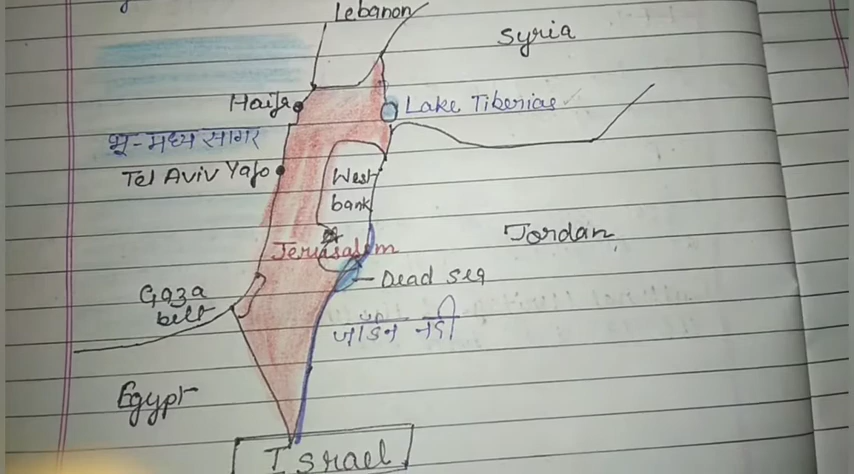 Lebanon
Syria
Haifa
Lake Tiberias
भू-मध्य सागर
Tel Aviv Yafo
West
bank
Jerusalem
Jordan
Dead sea
Gaza
belt
जॉर्डन नदी
Egypt
Israel